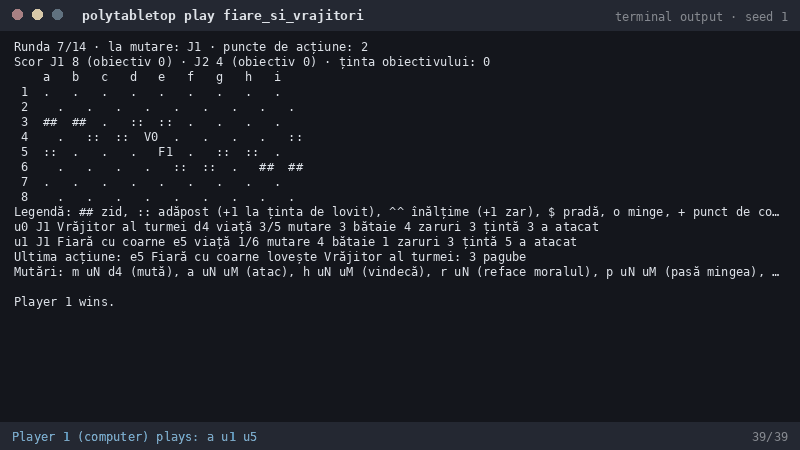 polytabletop play fiare_si_vrajitori
terminal output · seed 1
Runda 7/14 · la mutare: J1 · puncte de acțiune: 2
Scor J1 8 (obiectiv 0) · J2 4 (obiectiv 0) · ținta obiectivului: 0
a b c d e f g h i
1 . . . . . . . . .
2 . . . . . . . . .
3 ## ## . :: :: . . . .
4 . :: :: V0 . . . . ::
5 :: . . . F1 . :: :: .
6 . . . . :: :: . ## ##
7 . . . . . . . . .
8 . . . . . . . . .
Legendă: ## zid, :: adăpost (+1 la ținta de lovit), ^^ înălțime (+1 zar), $ pradă, o minge, + punct de co…
u0 J1 Vrăjitor al turmei d4 viață 3/5 mutare 3 bătaie 4 zaruri 3 țintă 3 a atacat
u1 J1 Fiară cu coarne e5 viață 1/6 mutare 4 bătaie 1 zaruri 3 țintă 5 a atacat
Ultima acțiune: e5 Fiară cu coarne lovește Vrăjitor al turmei: 3 pagube
Mutări: m uN d4 (mută), a uN uM (atac), h uN uM (vindecă), r uN (reface moralul), p uN uM (pasă mingea), …
Player 1 wins.
Player 1 (computer) plays: a u1 u5
39/39